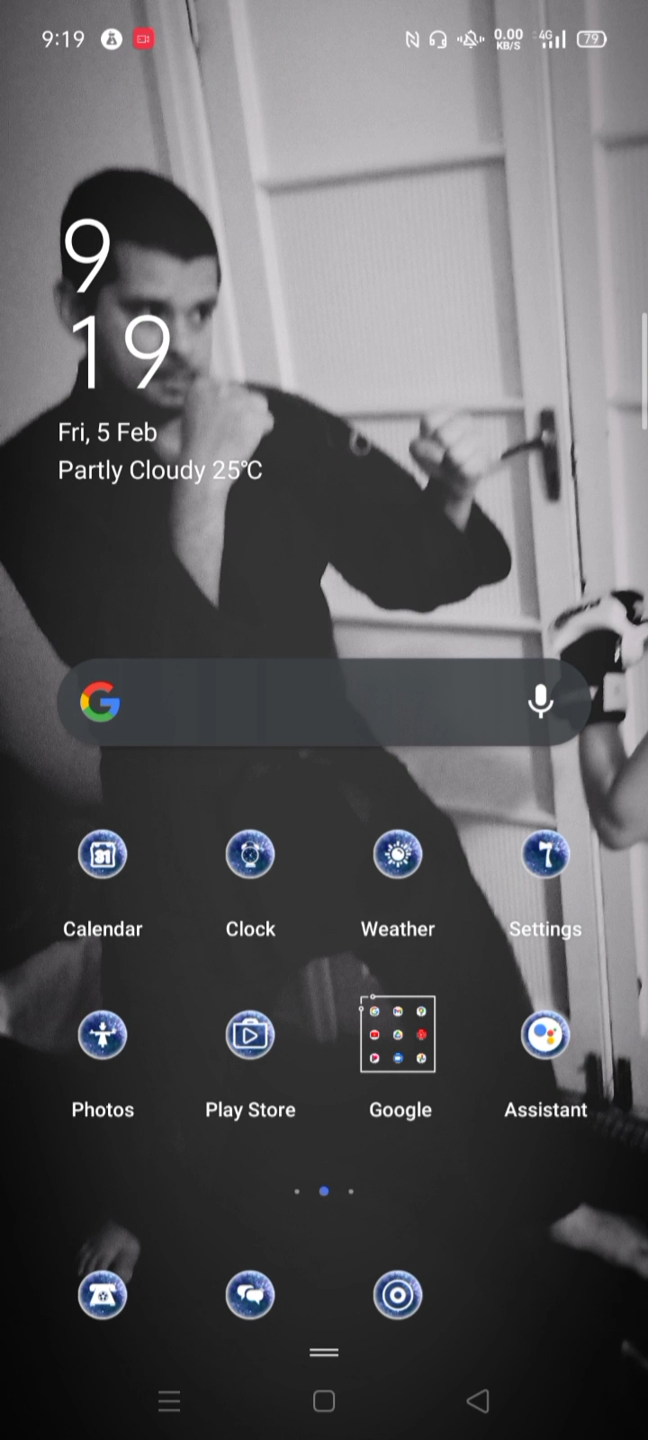 9:19
0.00
KB/S
4G
79
9
19
Fri, 5 Feb
Partly Cloudy 25°C
G
31
Calendar
Clock
Weather
Settings
Photos
Play Store
Google
Assistant